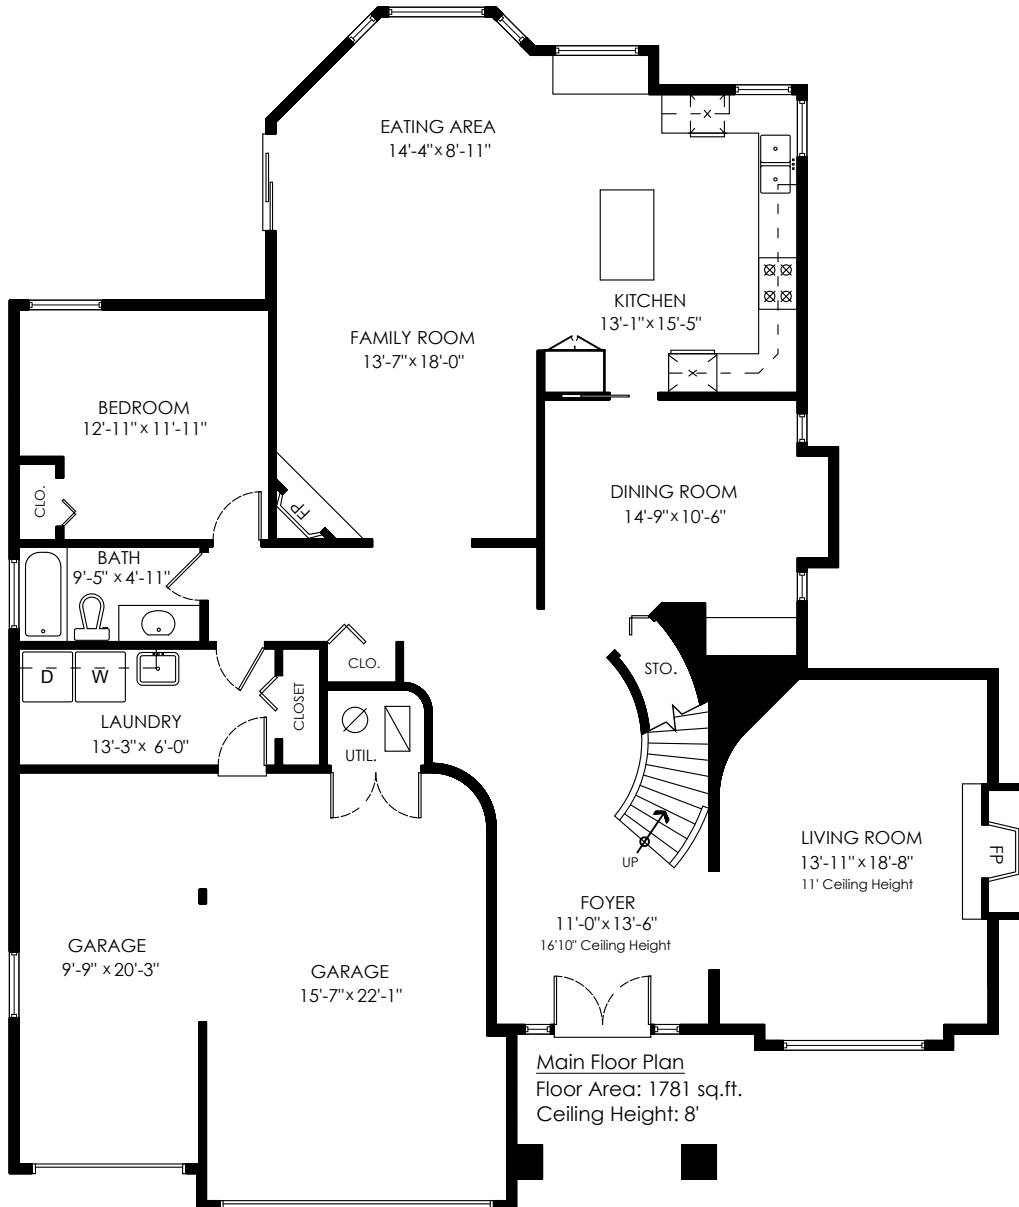 EATING AREA
14'-4" x 8'-11"
KITCHEN
13'-1" x 15'-5"
FAMILY ROOM
13'-7" x 18'-0"
BEDROOM
12'-11" x 11'-11"
CLO.
FP
DINING ROOM
14'-9" x 10'-6"
BATH
9'-5" x 4'-11"
CLO.
STO.
D
W
CLOSET
LAUNDRY
13'-3" x 6'-0"
UTIL.
UP
LIVING ROOM
13'-11" x 18'-8"
11' Ceiling Height
FP
FOYER
11'-0" x 13'-6"
16'10" Ceiling Height
GARAGE
9'-9" x 20'-3"
GARAGE
15'-7" x 22'-1"
Main Floor Plan
Floor Area: 1781 sq.ft.
Ceiling Height: 8'